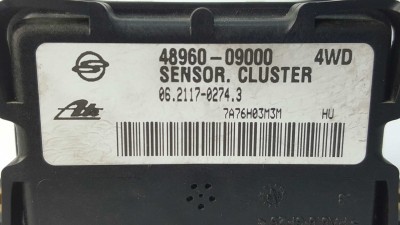 48960-09000 4WD
SENSOR. CLUSTER
06.2117-0274.3
7A76H03M3M HU